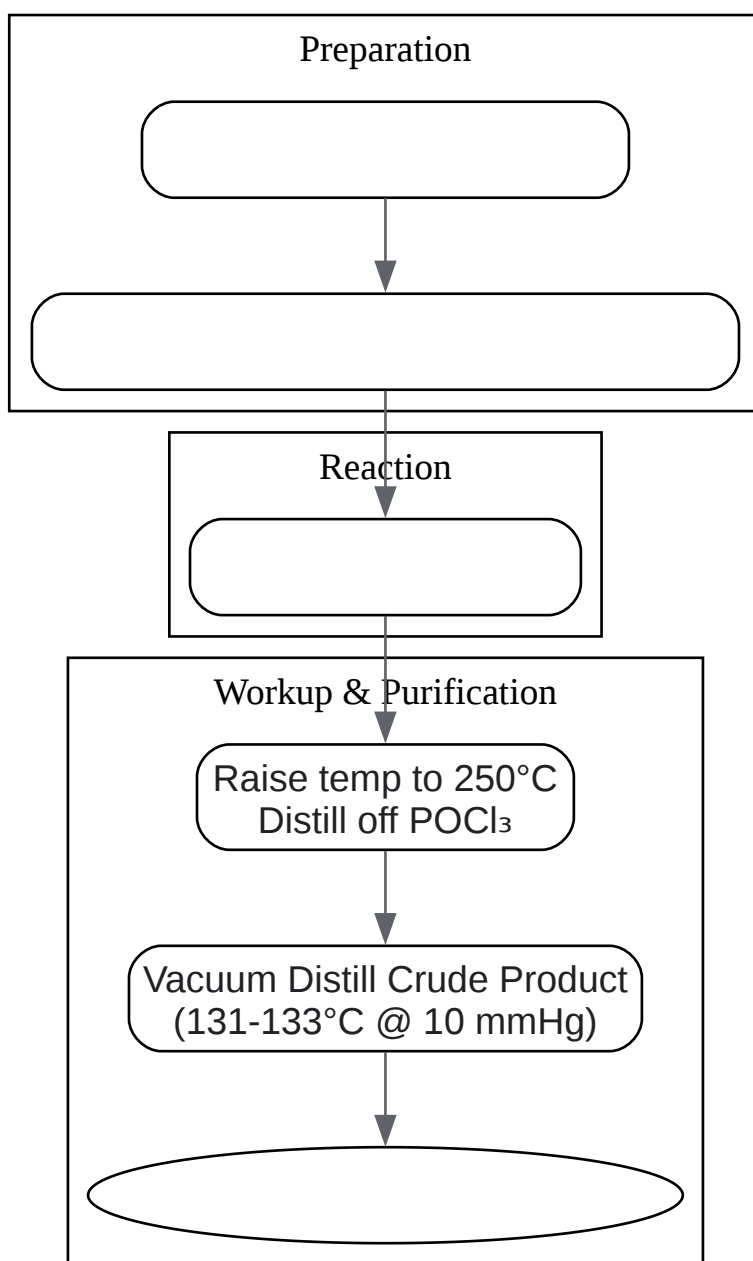 Preparation
Reaction
Workup & Purification
Raise temp to 250°C
Distill off POCl₃
Vacuum Distill Crude Product
(131-133°C @ 10 mmHg)